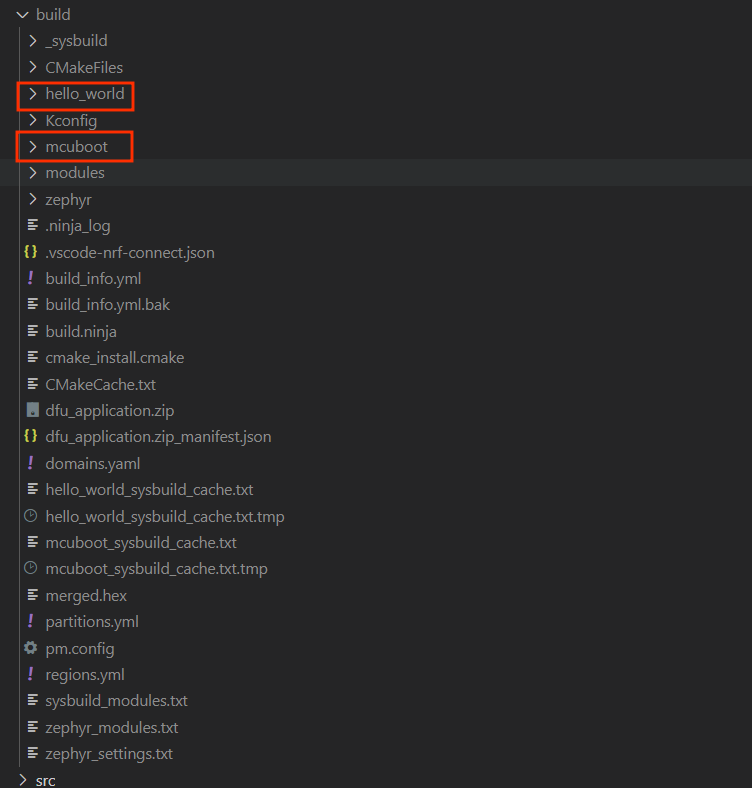 build
_sysbuild
CMakeFiles
hello_world
Kconfig
mcuboot
modules
zephyr
.ninja_log
{} .vscode-nrf-connect.json
! build_info.yml
build_info.yml.bak
build.ninja
cmake_install.cmake
CMakeCache.txt
dfu_application.zip
{} dfu_application.zip_manifest.json
! domains.yaml
hello_world_sysbuild_cache.txt
hello_world_sysbuild_cache.txt.tmp
mcuboot_sysbuild_cache.txt
mcuboot_sysbuild_cache.txt.tmp
merged.hex
! partitions.yml
pm.config
! regions.yml
sysbuild_modules.txt
zephyr_modules.txt
zephyr_settings.txt
src